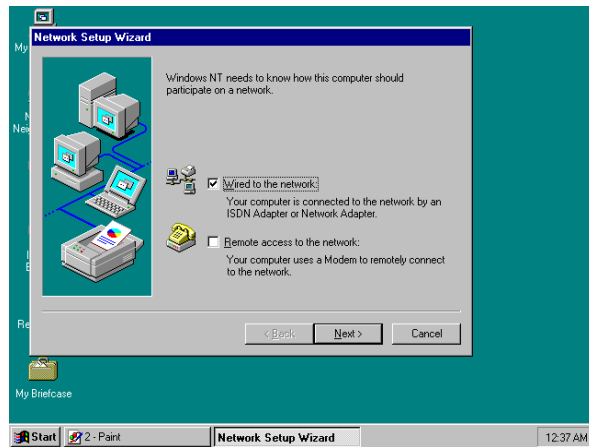 My
Network Setup Wizard
Windows NT needs to know how this computer should
participate on a network.
N
Nei
Wired to the network:
Your computer is connected to the network by an
ISDN Adapter or Network Adapter.
Remote access to the network:
Your computer uses a Modem to remotely connect
to the network.
I
E
Re
< Back
Next >
Cancel
My Briefcase
Start
2 - Paint
Network Setup Wizard
12:37 AM